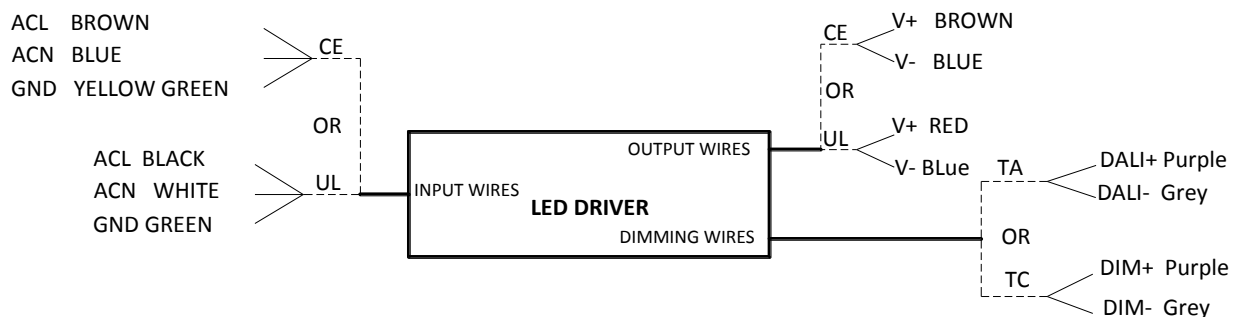 ACL BROWN
ACN BLUE
GND YELLOW GREEN
CE
OR
ACL BLACK
ACN WHITE
GND GREEN
UL
INPUT WIRES
LED DRIVER
OUTPUT WIRES
DIMMING WIRES
CE
V+ BROWN
V- BLUE
OR
UL
V+ RED
V- BLue
TA
DALI+ Purple
DALI- Grey
OR
TC
DIM+ Purple
DIM- Grey